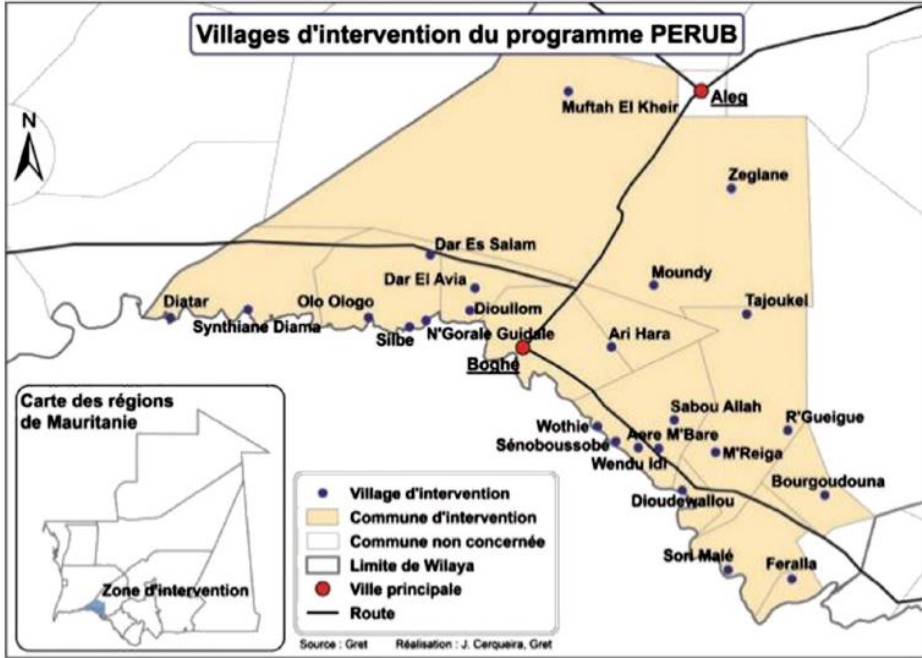 Villages d'intervention du programme PERUB
N
Aleg
Muftah El Kheir
Zeglane
Dar Es Salam
Moundy
Dar El Avia
Tajoukel
Diatar
Olo Ologo
Dioullom
Synthiane Diama
Silbe
N'Gorale Guidale
Ari Hara
Boghé
Carte des régions
de Mauritanie
Sabou Allah
R'Gueigue
Wothie
Aere M'Bare
Sénoboussobé
M'Reiga
Wendu Idi
Bourgoudouna
Dioudewallou
Sori Malé
Feralla
Zone d'intervention
Village d'intervention
Commune d'intervention
Commune non concernée
Limite de Wilaya
Ville principale
Route
Source : Gret Réalisation : J. Cerqueira, Gret